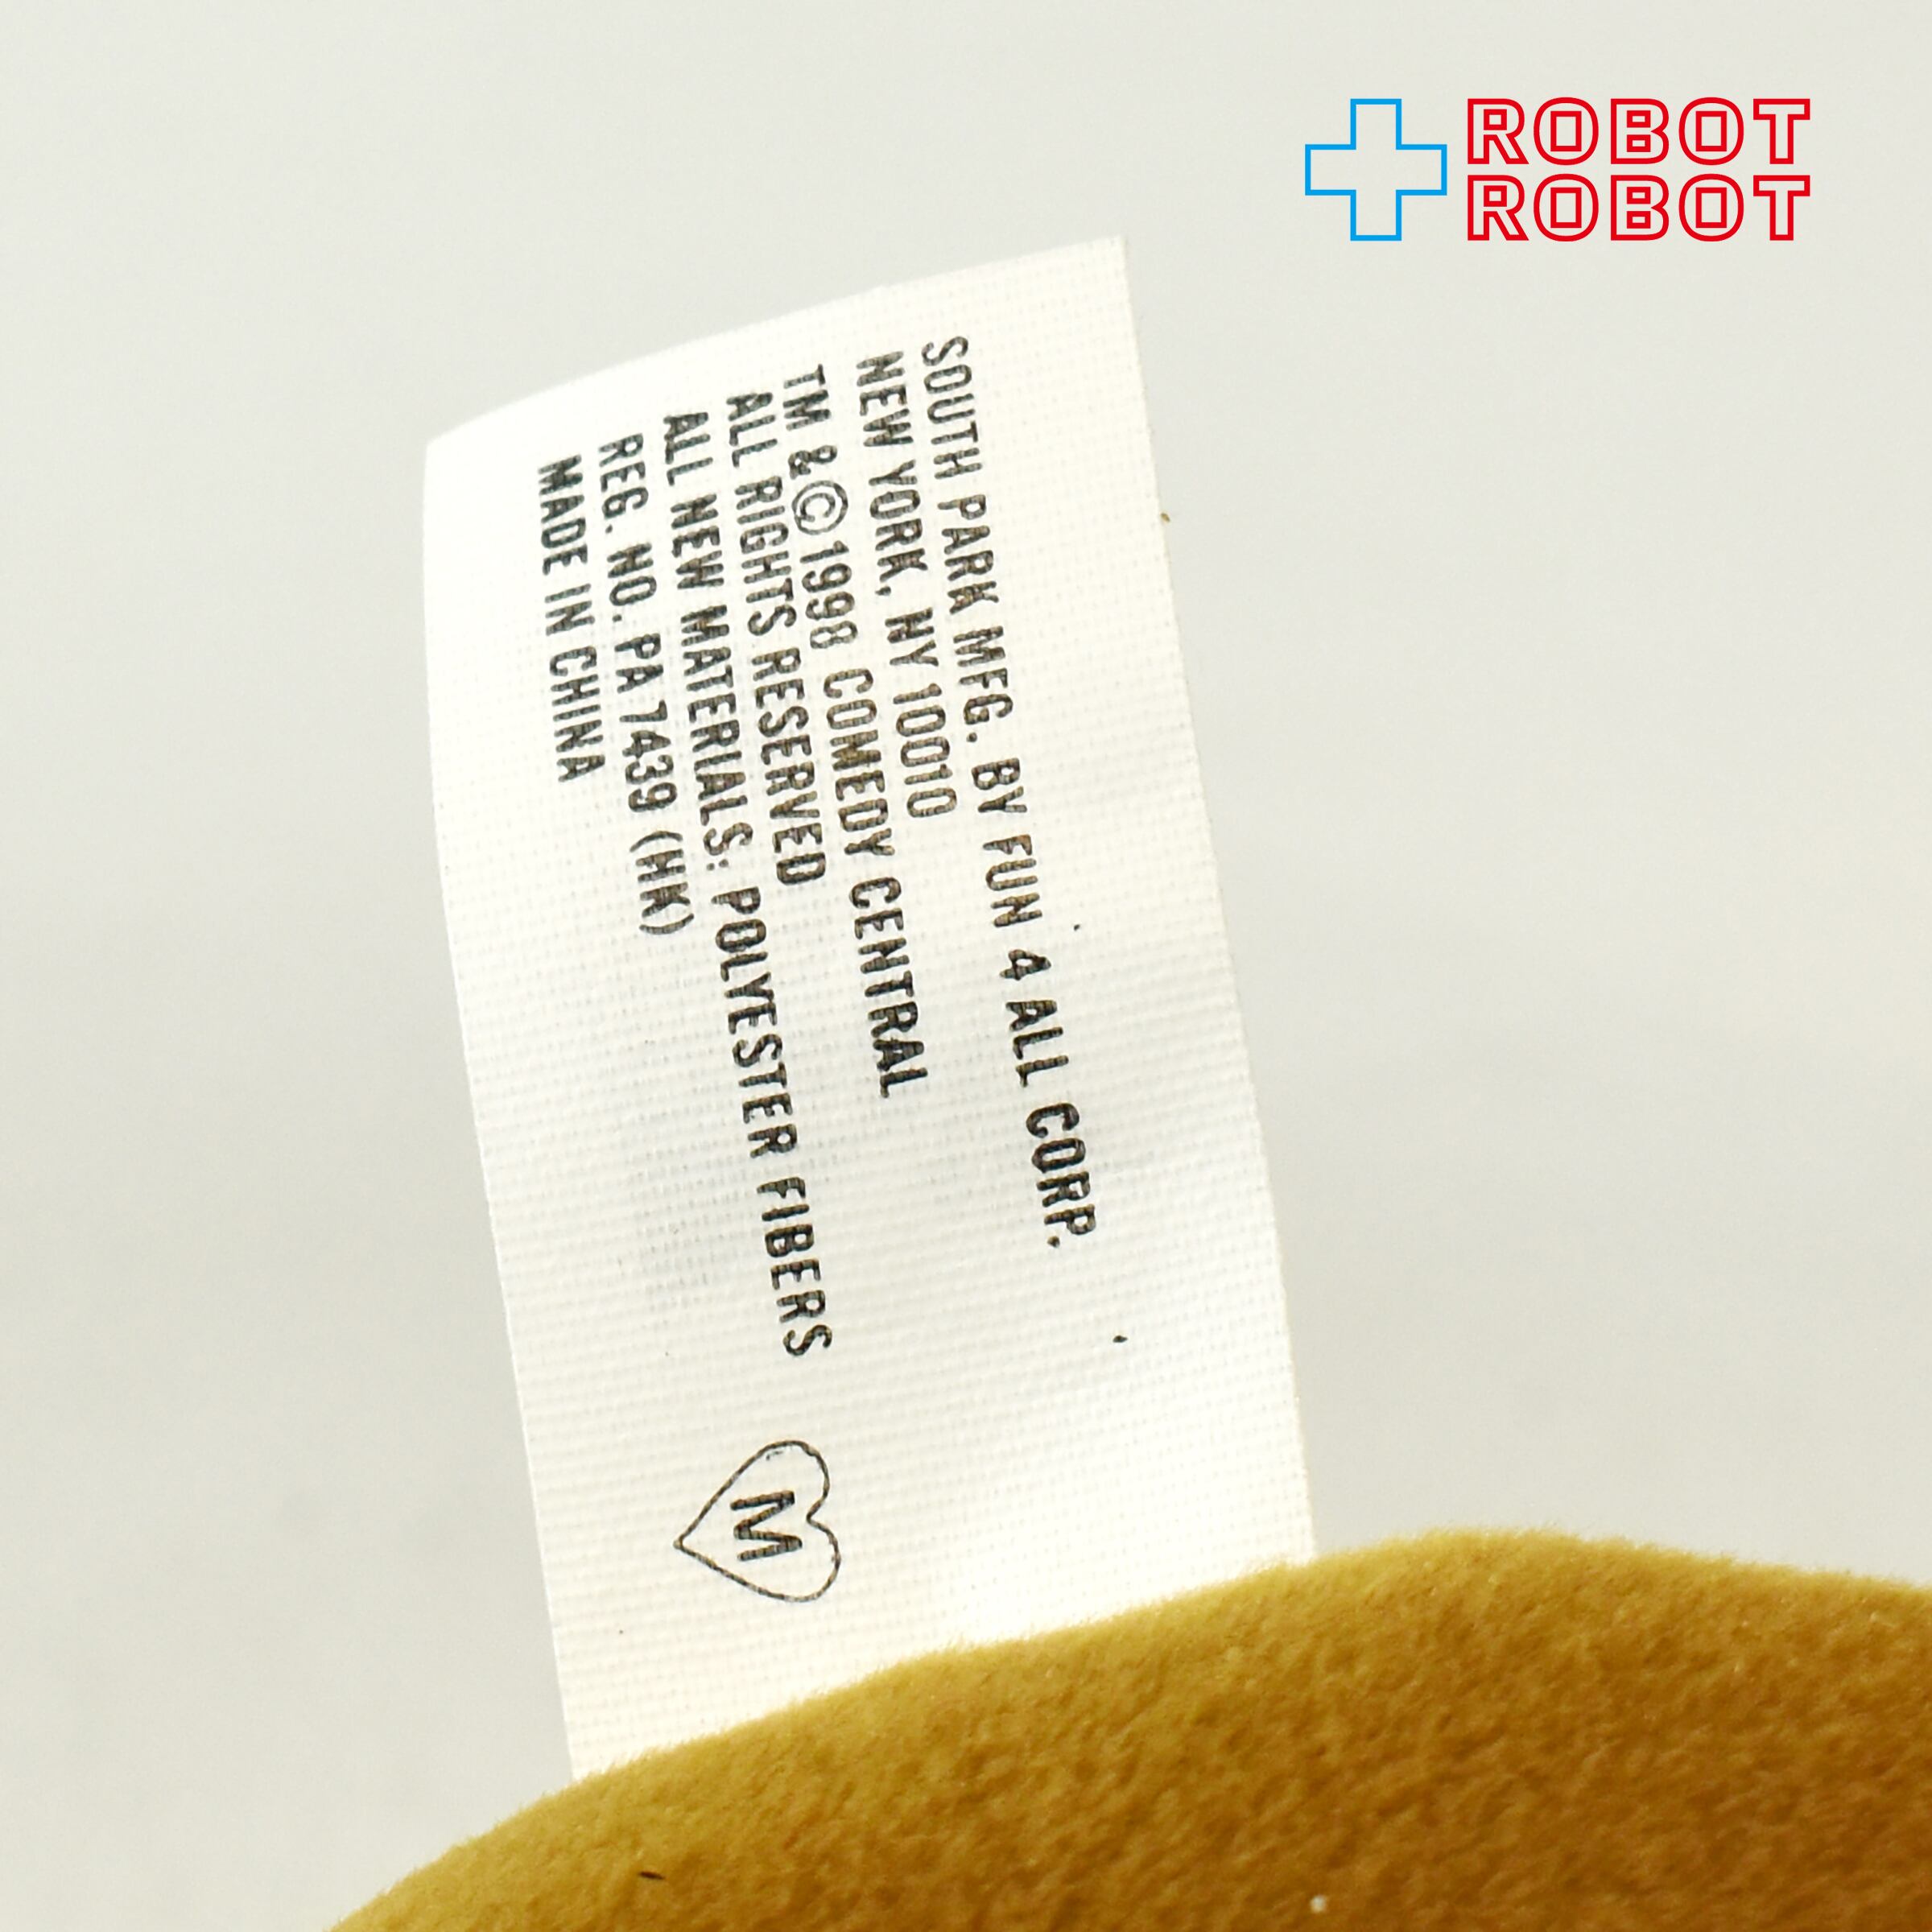 ROBOT
ROBOT
SOUTH PARK MFG. BY FUN 4 ALL CORP.
NEW YORK, NY 10010
TM & ©1998 COMEDY CENTRAL
ALL RIGHTS RESERVED
ALL NEW MATERIALS: POLYESTER FIBERS
REG. NO. PA 7439 (HK)
MADE IN CHINA
M